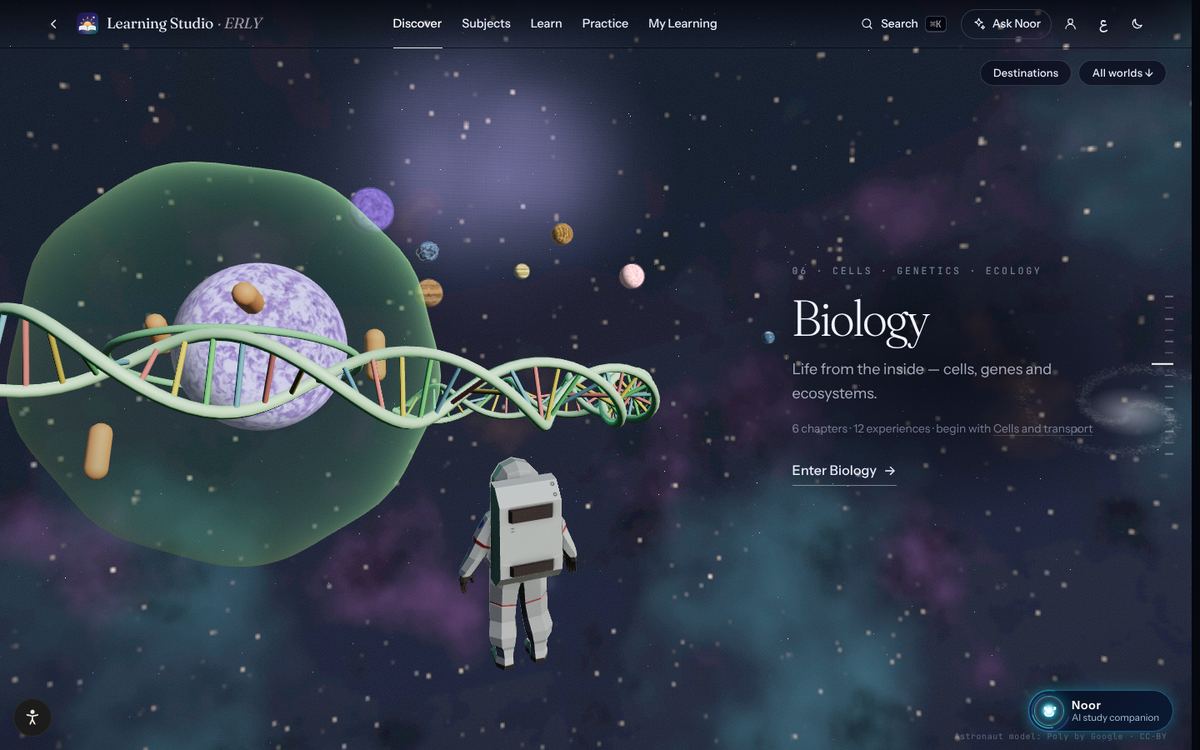 Learning Studio · ERLY
Discover
Subjects
Learn
Practice
My Learning
Search ⌘K
Ask Noor
ع
Destinations
All worlds ↓
06 · CELLS · GENETICS · ECOLOGY
Biology
Life from the inside — cells, genes and
ecosystems.
6 chapters · 12 experiences · begin with Cells and transport
Enter Biology →
Noor
AI study companion
Astronaut model: Poly by Google · CC-BY